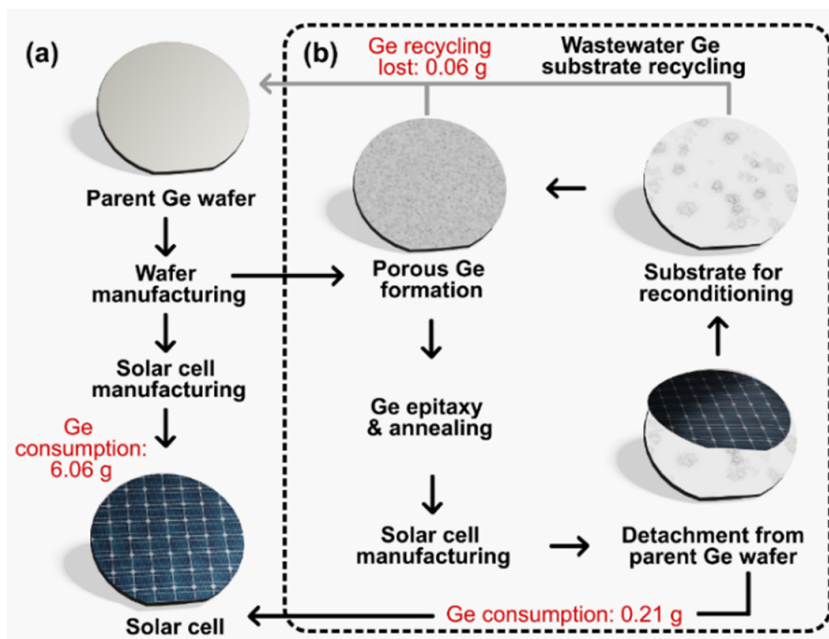 (a)
Parent Ge wafer
Wafer
manufacturing
Solar cell
manufacturing
Ge
consumption:
6.06 g
Solar cell
(b)
Ge recycling
lost: 0.06 g
Wastewater Ge
substrate recycling
Porous Ge
formation
Substrate for
reconditioning
Ge epitaxy
& annealing
Solar cell
manufacturing
Detachment from
parent Ge wafer
Ge consumption: 0.21 g